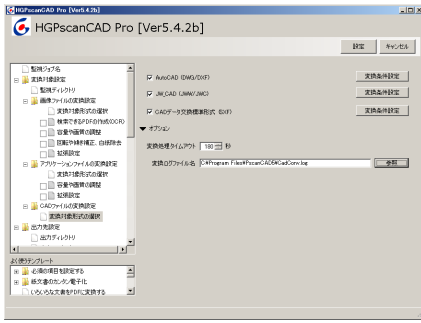 HGPscanCAD Pro [Ver5.4.2b]
HGPscanCAD Pro [Ver5.4.2b]
設定
キャンセル
監視ジョブ名
変換対象設定
監視ディレクトリ
画像ファイルの変換設定
変換対象形式の選択
検索できるPDFの作成(OCR)
容量や画質の調整
回転や傾き補正、白紙除去
拡張設定
アプリケーションファイルの変換設定
変換対象形式の選択
容量や画質の調整
拡張設定
CADファイルの変換設定
変換対象形式の選択
出力先設定
出力ディレクトリ
よく使うテンプレート
必須の項目を設定する
紙文書のカンタン電子化
いろいろな文書をPDFに変換する
AutoCAD (DWG/DXF)
変換条件設定
JW_CAD (JWW/JWC)
変換条件設定
CADデータ交換標準形式 (SXF)
変換条件設定
▼ オプション
変換処理タイムアウト 180 秒
変換ログファイル名 C:¥Program Files¥PscanCAD5¥CadConv.log 参照